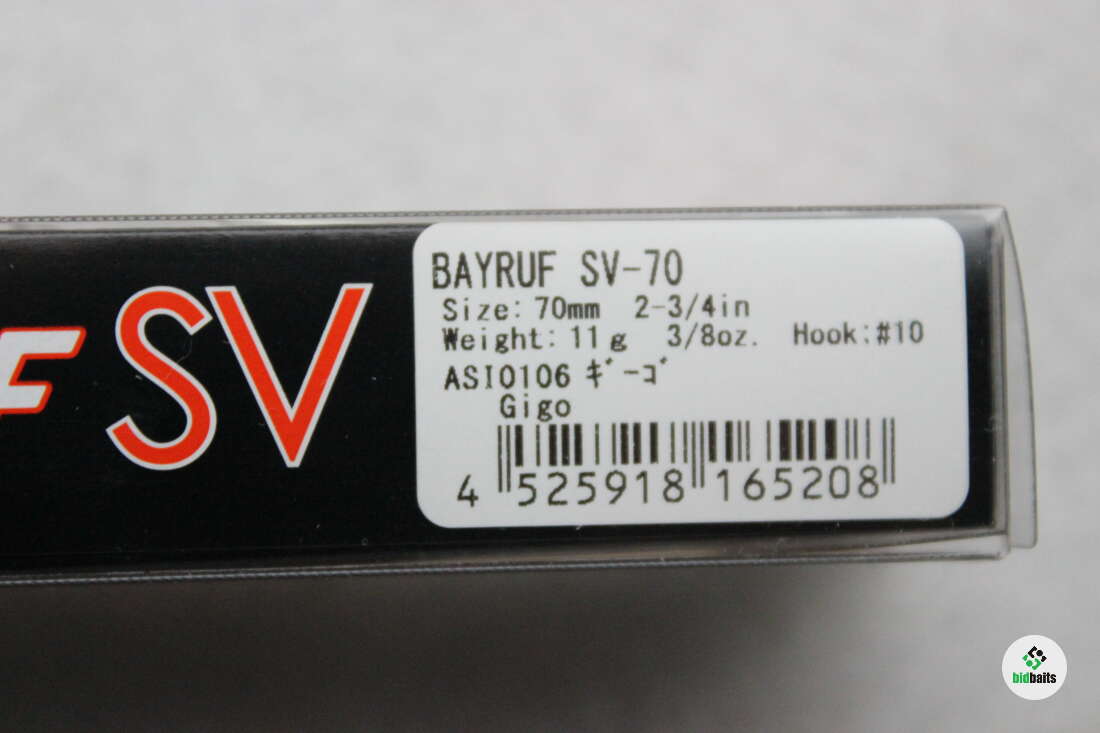 F SV
BAYRUF SV-70
Size: 70mm 2-3/4in
Weight: 11g 3/8oz. Hook:#10
ASI0106 ギーゴ
Gigo
4 525918 165208
bidbaits